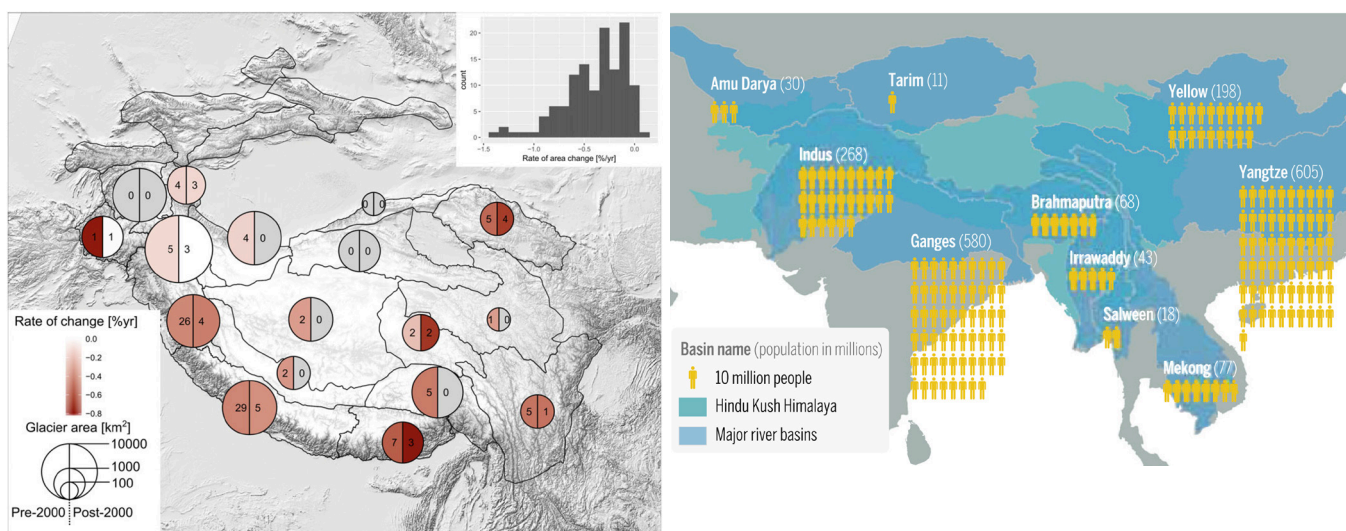 20
15
10
5
0
count
-1.5
-1.0
-0.5
0.0
Rate of area change [%/yr]
0 0
4 3
0 0
5 4
1 1
5 3
4 0
0 0
26 4
2 0
2 2
1 0
2 0
5 0
29 5
5 1
7 3
Rate of change [%yr]
0.0
-0.2
-0.4
-0.6
-0.8
Glacier area [km²]
10000
1000
100
Pre-2000 Post-2000
Amu Darya (30)
Tarim (11)
Yellow (198)
Indus (268)
Yangtze (605)
Brahmaputra (68)
Ganges (580)
Irrawaddy (43)
Salween (18)
Mekong (77)
Basin name (population in millions)
10 million people
Hindu Kush Himalaya
Major river basins